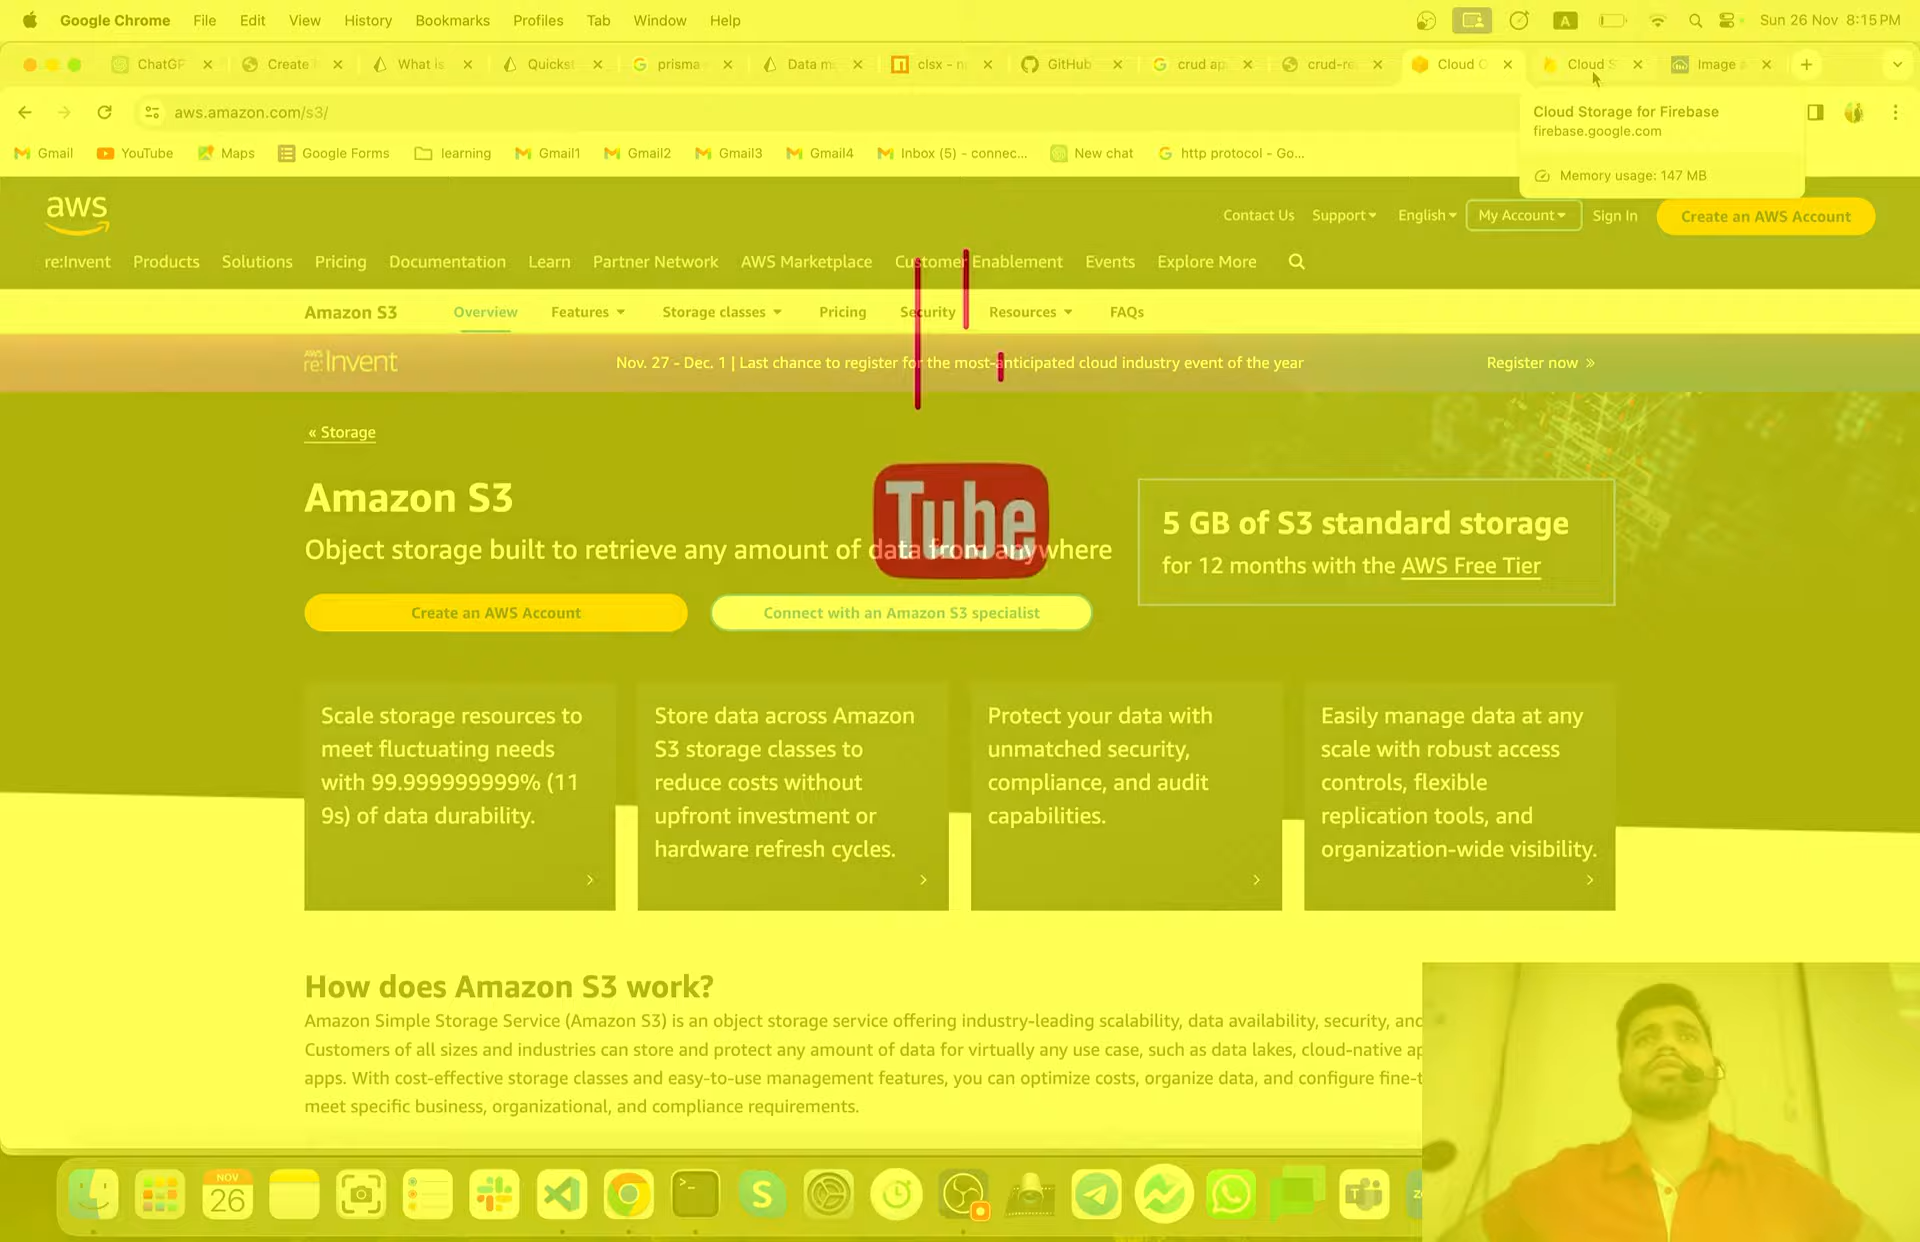 Google Chrome File Edit View History Bookmarks Profiles Tab Window Help A Sun 26 Nov 8:15 PM
ChatGP Create What is Quickst prisma Data m clsx - n GitHub crud ap crud-re Cloud Cloud S Image
aws.amazon.com/s3/
Cloud Storage for Firebase
firebase.google.com
Memory usage: 147 MB
Gmail YouTube Maps Google Forms learning Gmail1 Gmail2 Gmail3 Gmail4 Inbox (5) - connec... New chat http protocol - Go...
aws
Contact Us Support English My Account Sign In Create an AWS Account
re:Invent Products Solutions Pricing Documentation Learn Partner Network AWS Marketplace Customer Enablement Events Explore More
Amazon S3 Overview Features Storage classes Pricing Security Resources FAQs
AWS re:Invent Nov. 27 - Dec. 1 | Last chance to register for the most-anticipated cloud industry event of the year Register now »
« Storage
Amazon S3
Object storage built to retrieve any amount of data from anywhere
Tube
5 GB of S3 standard storage
for 12 months with the AWS Free Tier
Create an AWS Account Connect with an Amazon S3 specialist
Scale storage resources to
meet fluctuating needs
with 99.999999999% (11
9s) of data durability.
Store data across Amazon
S3 storage classes to
reduce costs without
upfront investment or
hardware refresh cycles.
Protect your data with
unmatched security,
compliance, and audit
capabilities.
Easily manage data at any
scale with robust access
controls, flexible
replication tools, and
organization-wide visibility.
How does Amazon S3 work?
Amazon Simple Storage Service (Amazon S3) is an object storage service offering industry-leading scalability, data availability, security, and
Customers of all sizes and industries can store and protect any amount of data for virtually any use case, such as data lakes, cloud-native ap
apps. With cost-effective storage classes and easy-to-use management features, you can optimize costs, organize data, and configure fine-t
meet specific business, organizational, and compliance requirements.
NOV
26
S
T